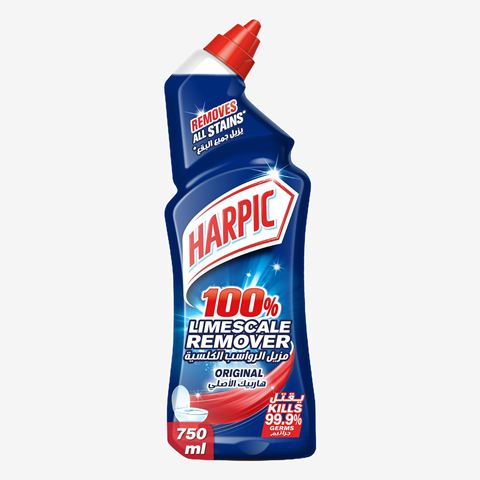 REMOVES
ALL STAINS*
يزيل جميع البقع*
HARPIC
100%
LIMESCALE
REMOVER
مزيل الرواسب الكلسية
ORIGINAL
هاربيك الأصلي
يقتل
KILLS
99.9%
GERMS
جراثيم
750
ml